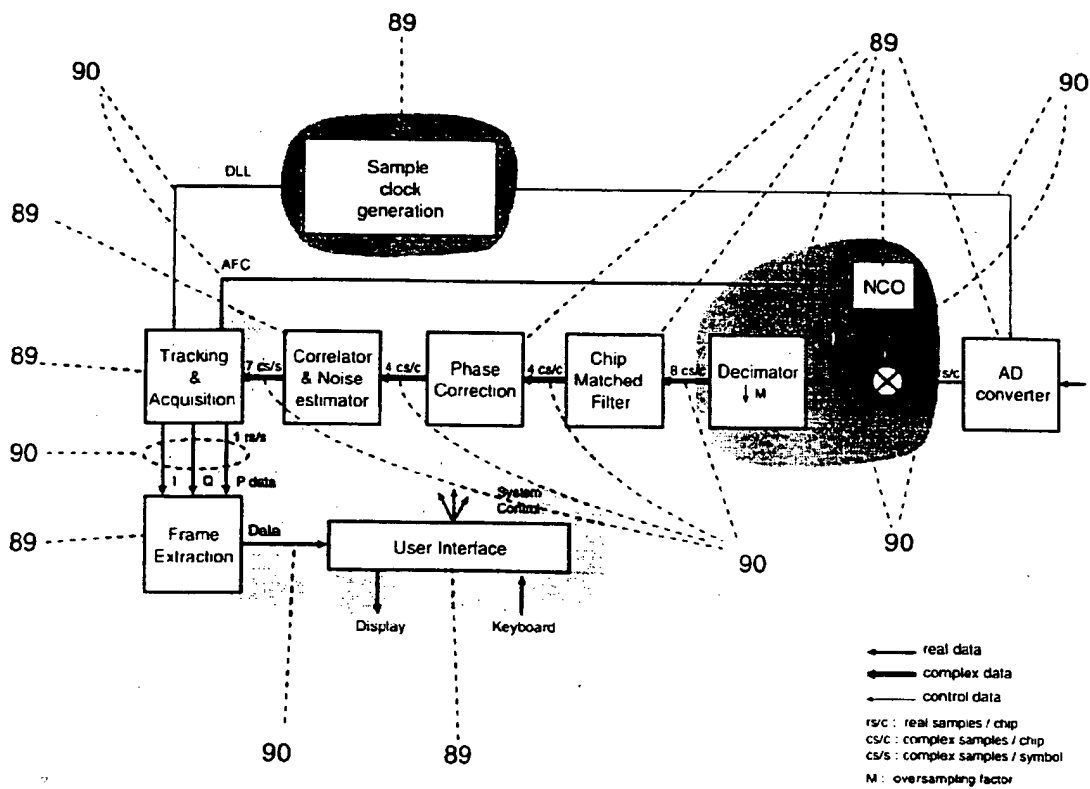 89
89
90
90
DLL
Sample
clock
generation
89
AFC
NCO
89
Tracking
&
Acquisition
7 cs/s
Correlator
& Noise
estimator
4 cs/c
Phase
Correction
4 cs/c
Chip
Matched
Filter
8 cs/c
Decimator
↓ M
s/c
AD
converter
90
1 rs/s
I
Q
P data
System
Control
89
Frame
Extraction
Data
User Interface
90
90
Display
Keyboard
90
89
real data
complex data
control data
rs/c : real samples / chip
cs/c : complex samples / chip
cs/s : complex samples / symbol
M : oversampling factor